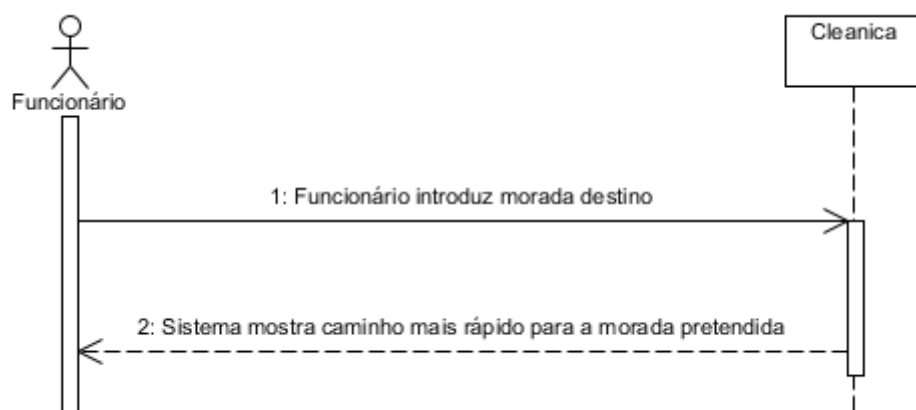 Cleanica
Funcionário
1: Funcionário introduz morada destino
2: Sistema mostra caminho mais rápido para a morada pretendida